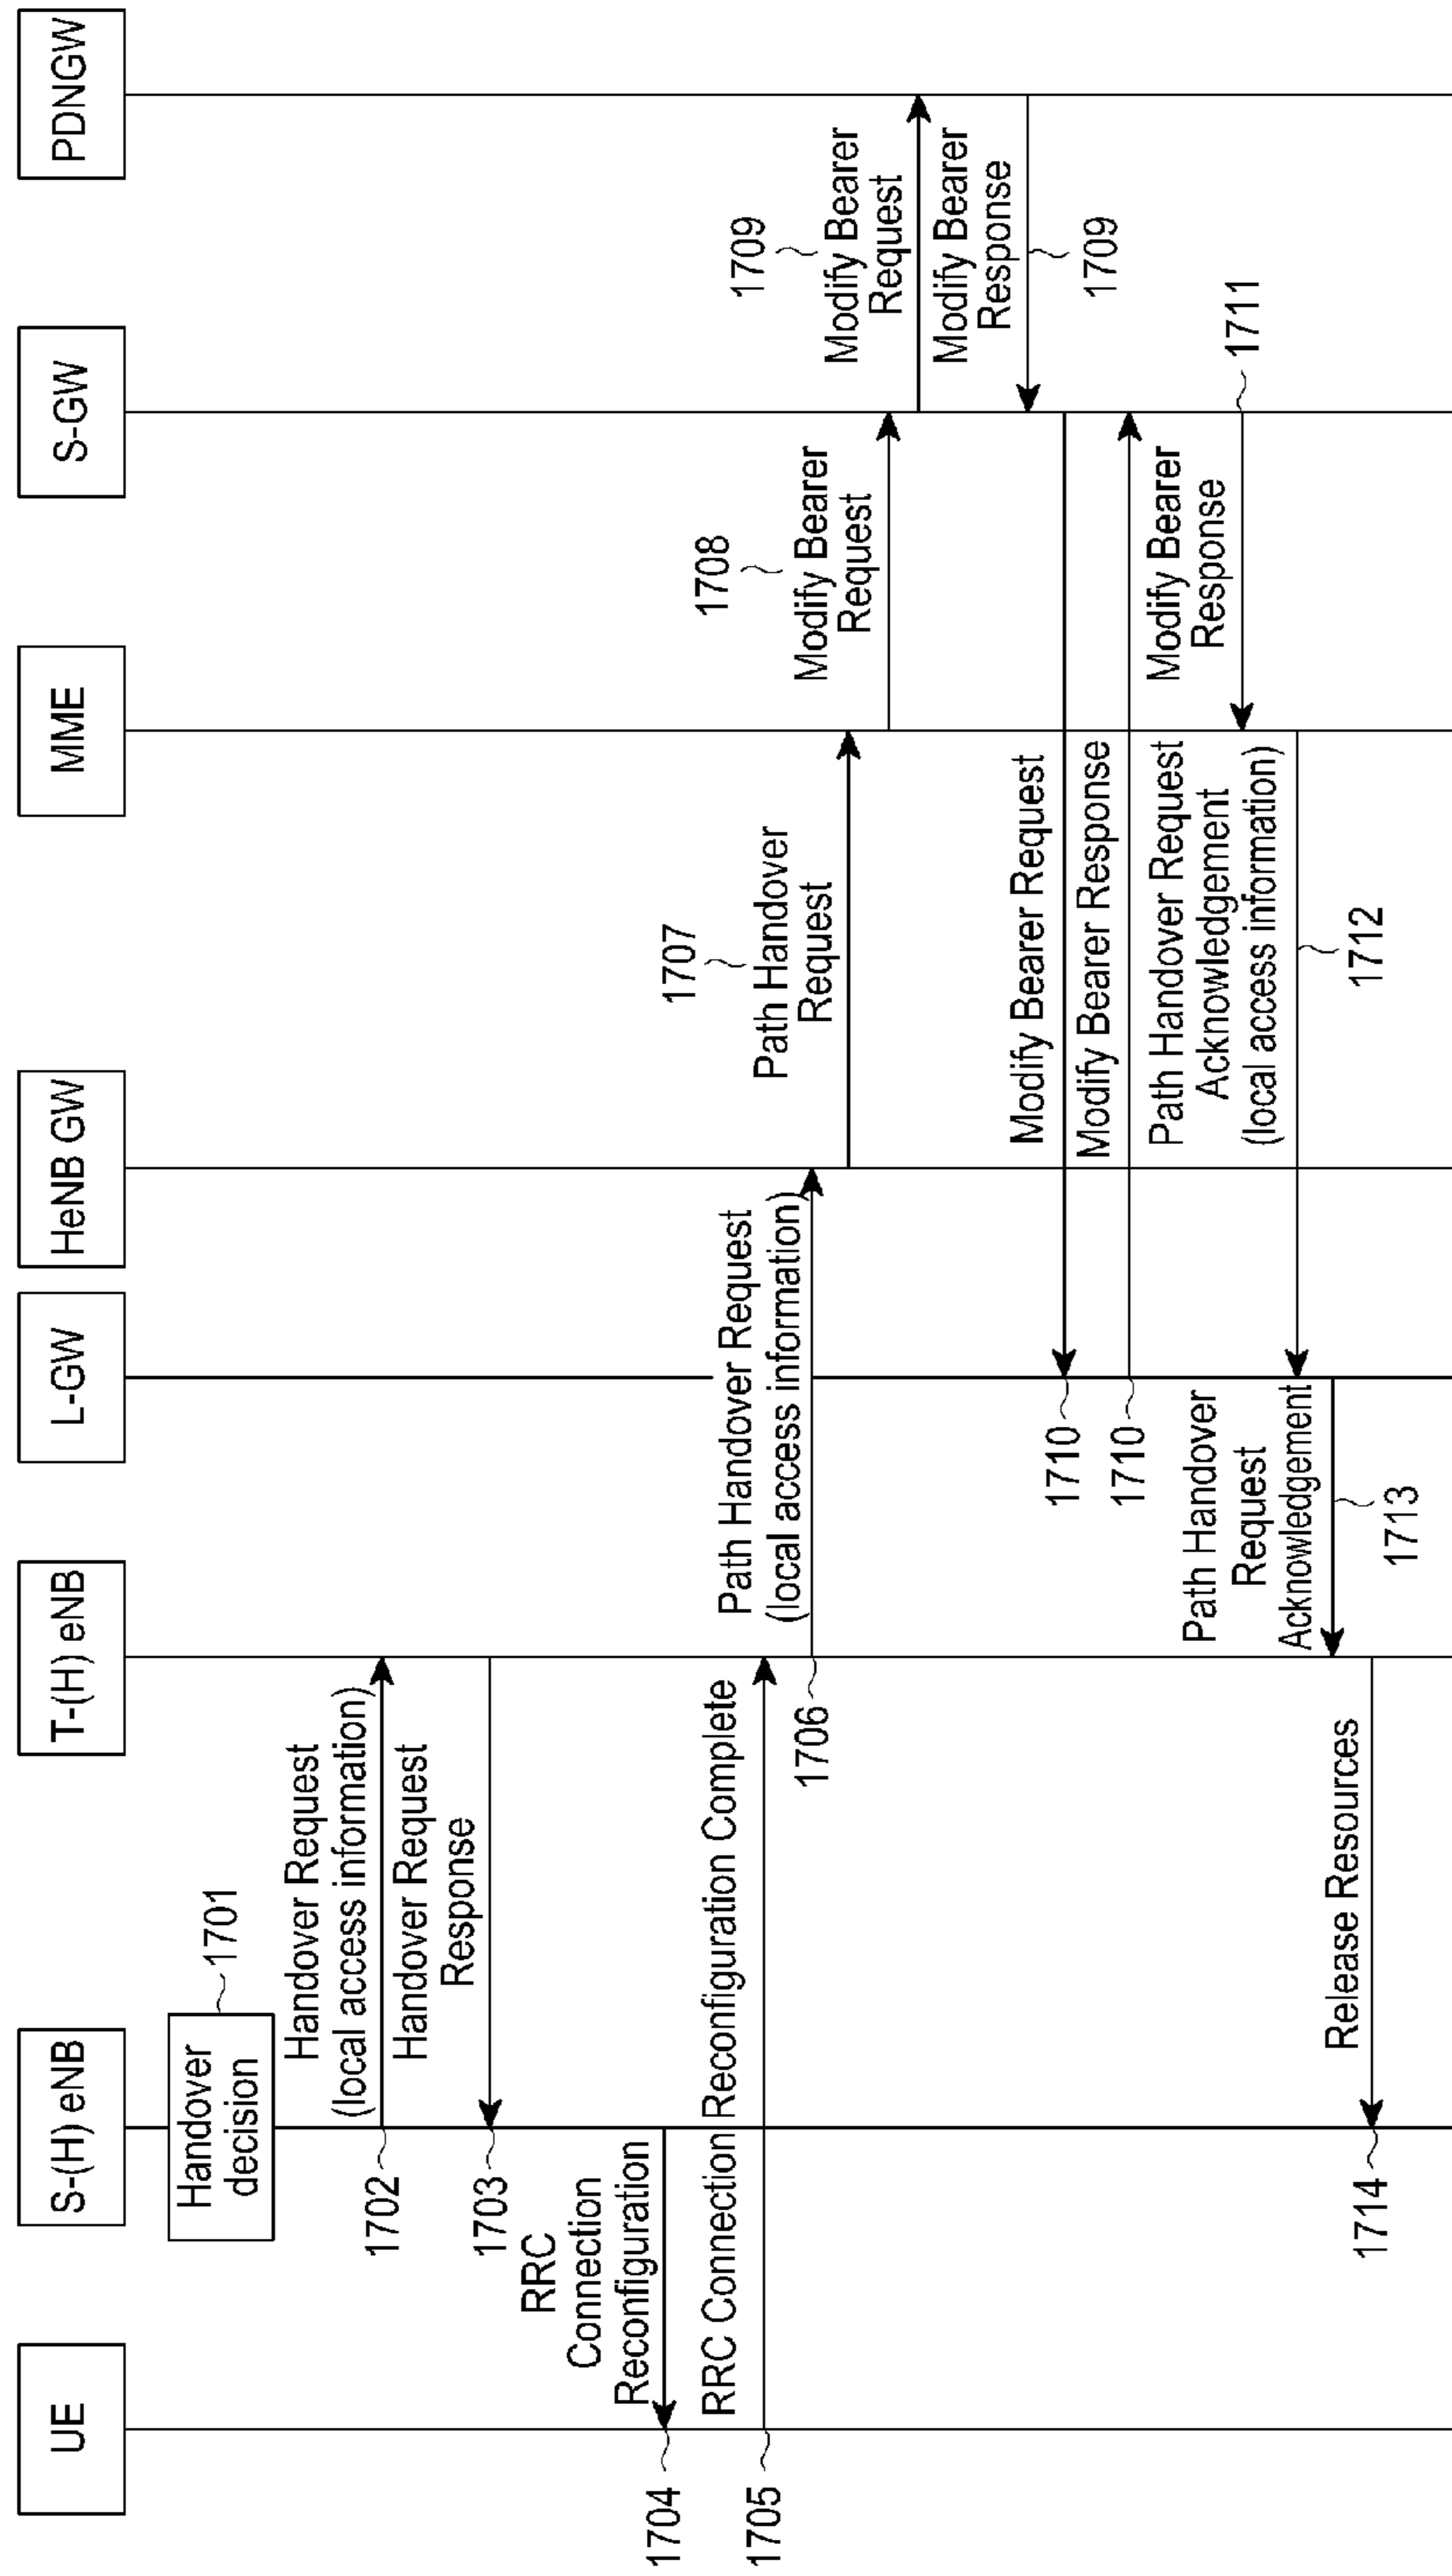 UE
S-(H) eNB
T-(H) eNB
L-GW
HeNB GW
MME
S-GW
PDNGW
Handover
decision
1701
Handover Request
(local access information)
1702
Handover Request
Response
1703
RRC
Connection
Reconfiguration
1704
RRC Connection Reconfiguration Complete
1705
Path Handover Request
(local access information)
1706
1707
Path Handover
Request
1708
Modify Bearer
Request
1709
Modify Bearer
Request
Modify Bearer
Response
1709
Modify Bearer Request
1710
Modify Bearer Response
1710
Modify Bearer
Response
1711
Path Handover Request
Acknowledgement
(local access information)
1712
Path Handover
Request
Acknowledgement
1713
Release Resources
1714